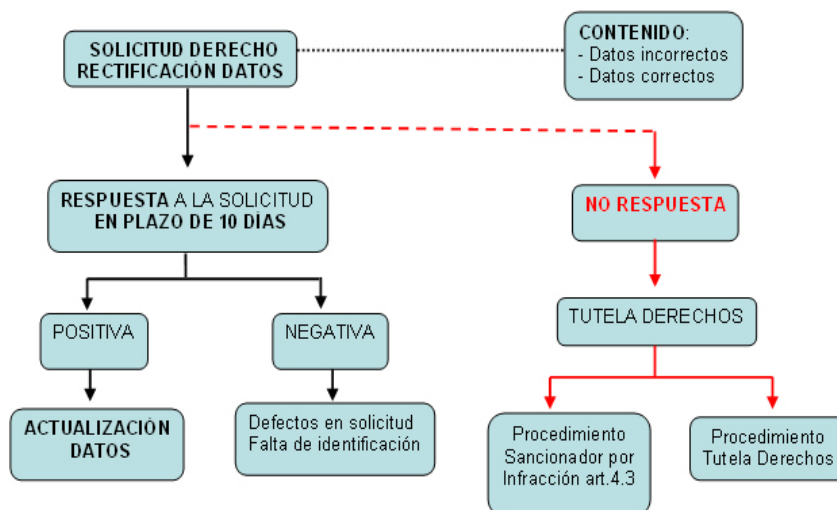 SOLICITUD DERECHO
RECTIFICACIÓN DATOS
CONTENIDO:
- Datos incorrectos
- Datos correctos
RESPUESTA A LA SOLICITUD
EN PLAZO DE 10 DÍAS
NO RESPUESTA
POSITIVA
NEGATIVA
TUTELA DERECHOS
ACTUALIZACIÓN
DATOS
Defectos en solicitud
Falta de identificación
Procedimiento
Sancionador por
Infracción art.4.3
Procedimiento
Tutela Derechos